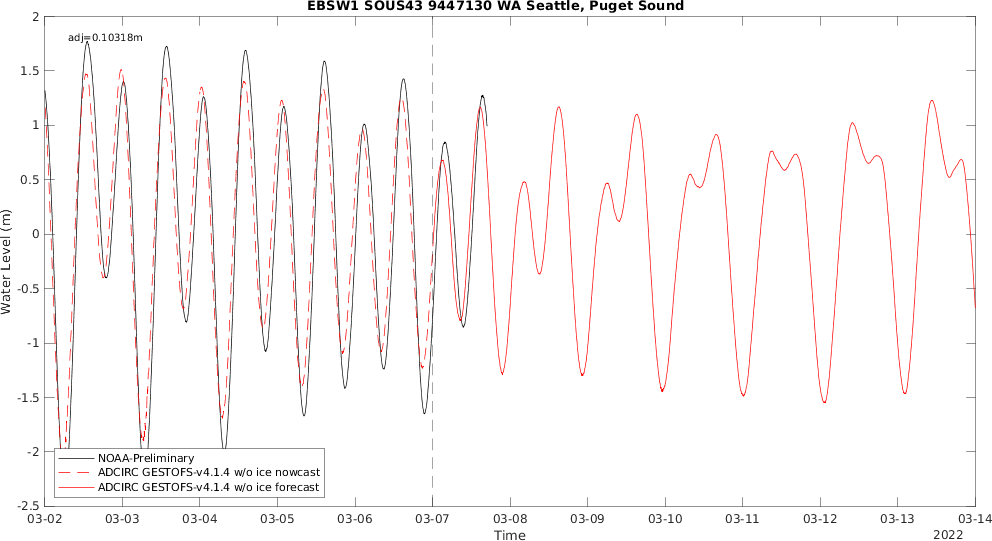 EBSW1 SOUS43 9447130 WA Seattle, Puget Sound
adj=0.10318m
2
1.5
1
0.5
0
-0.5
-1
-1.5
-2
-2.5
Water Level (m)
NOAA-Preliminary
ADCIRC GESTOFS-v4.1.4 w/o ice nowcast
ADCIRC GESTOFS-v4.1.4 w/o ice forecast
03-02 03-03 03-04 03-05 03-06 03-07 03-08 03-09 03-10 03-11 03-12 03-13 03-14
Time
2022